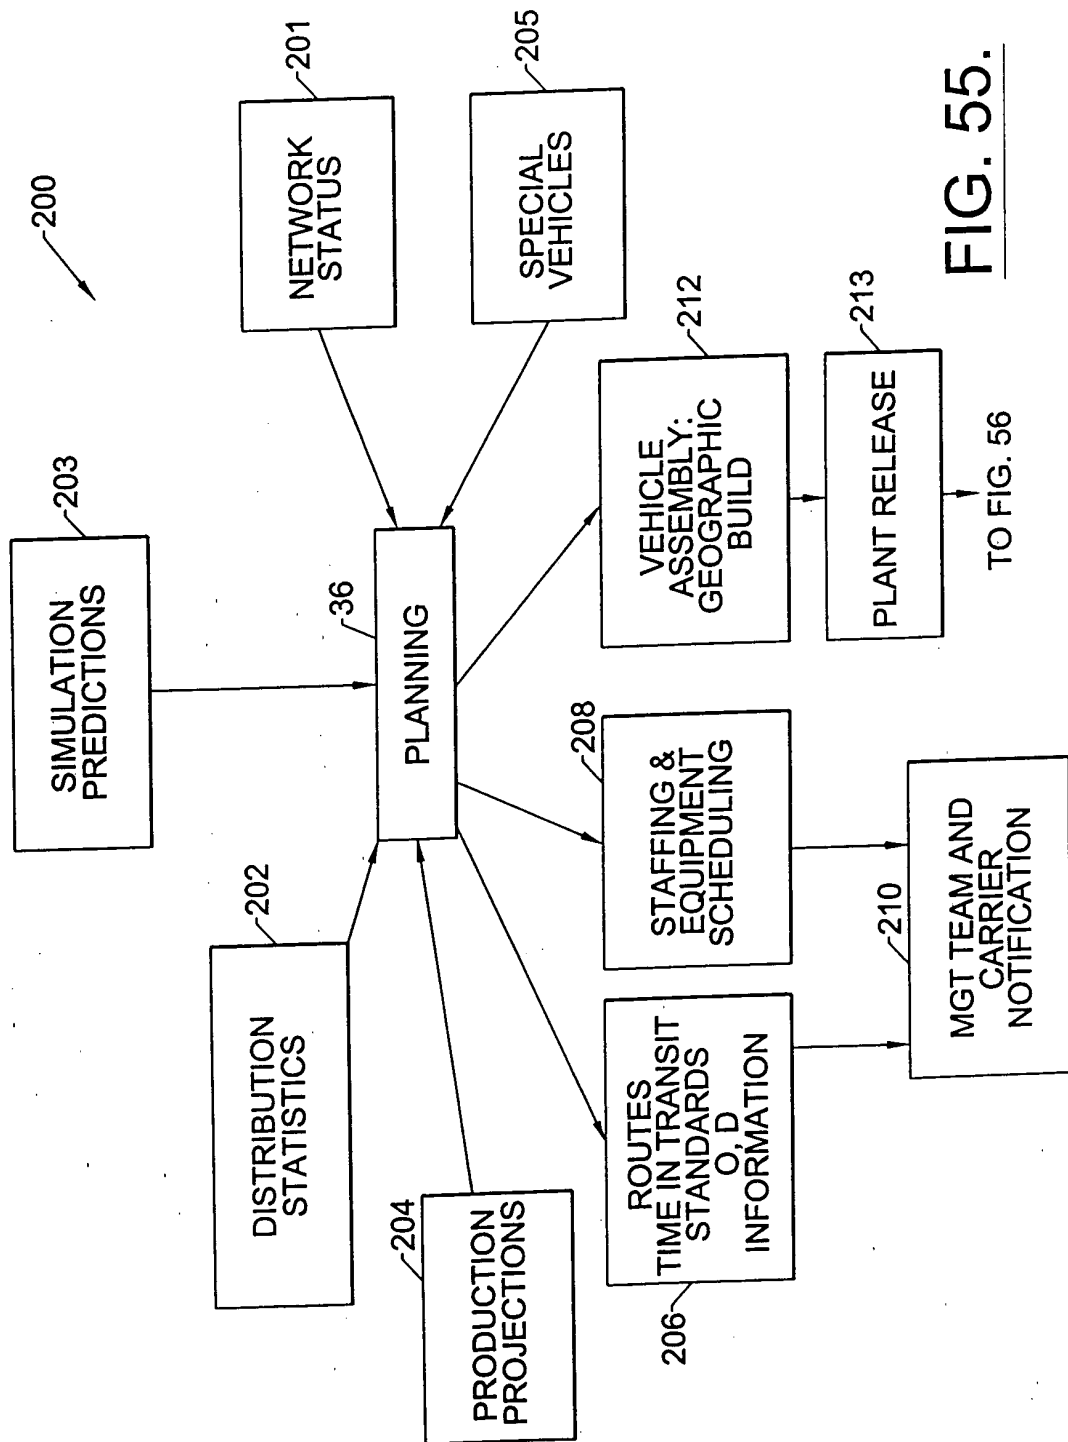 200
203
SIMULATION
PREDICTIONS
201
NETWORK
STATUS
202
DISTRIBUTION
STATISTICS
205
SPECIAL
VEHICLES
36
PLANNING
204
PRODUCTION
PROJECTIONS
206
ROUTES
TIME IN TRANSIT
STANDARDS
O, D
INFORMATION
208
STAFFING &
EQUIPMENT
SCHEDULING
212
VEHICLE
ASSEMBLY:
GEOGRAPHIC
BUILD
213
PLANT RELEASE
210
MGT TEAM AND
CARRIER
NOTIFICATION
TO FIG. 56
FIG. 55.